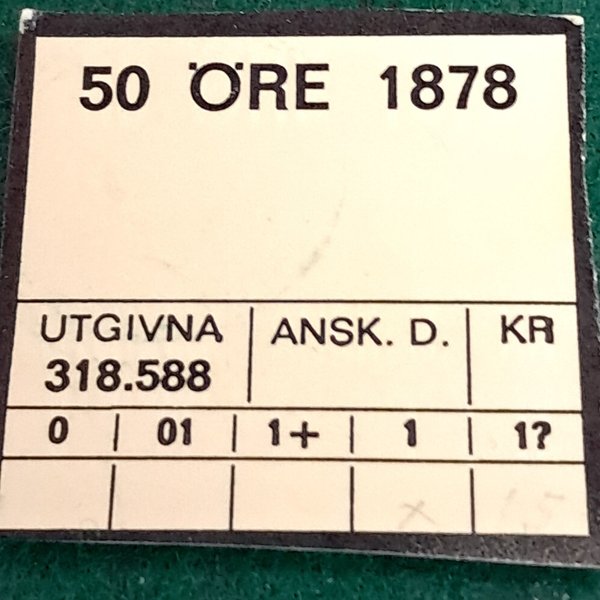 50 ÖRE 1878
UTGIVNA ANSK. D. KR
318.588
0 01 1+ 1 1?
x